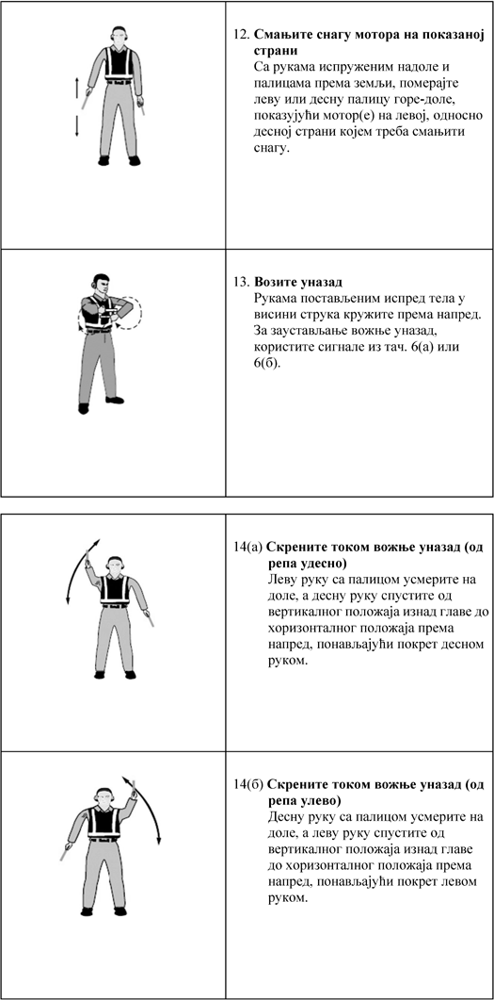 12. Смањите снагу мотора на показаној
страни
Са рукама испруженим надоле и
палицама према земљи, померајте
леву или десну палицу горе-доле,
показујући мотор(е) на левој, односно
десној страни којем треба смањити
снагу.
13. Возите уназад
Рукама постављеним испред тела у
висини струка кружите према напред.
За заустављање вожње уназад,
користите сигнале из тач. 6(а) или
6(б).
14(а) Скрените током вожње уназад (од
репа удесно)
Леву руку са палицом усмерите на
доле, а десну руку спустите од
вертикалног положаја изнад главе до
хоризонталног положаја према
напред, понављајући покрет десном
руком.
14(б) Скрените током вожње уназад (од
репа улево)
Десну руку са палицом усмерите на
доле, а леву руку спустите од
вертикалног положаја изнад главе
до хоризонталног положаја према
напред, понављајући покрет левом
руком.